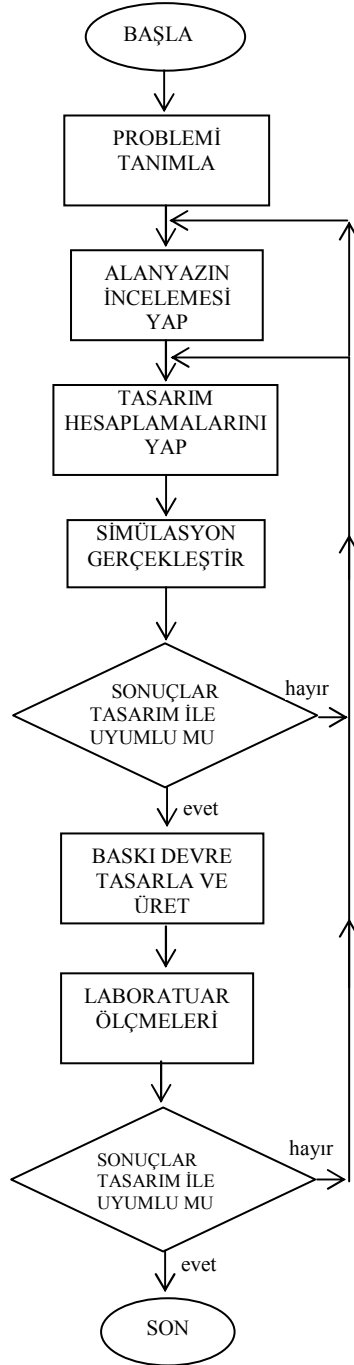 BAŞLA
PROBLEMİ
TANIMLA
ALANYAZIN
İNCELEMESİ
YAP
TASARIM
HESAPLAMALARINI
YAP
SİMÜLASYON
GERÇEKLEŞTİR
SONUÇLAR
TASARIM İLE
UYUMLU MU
hayır
evet
BASKI DEVRE
TASARLA VE
ÜRET
LABORATUAR
ÖLÇMELERİ
SONUÇLAR
TASARIM İLE
UYUMLU MU
hayır
evet
SON